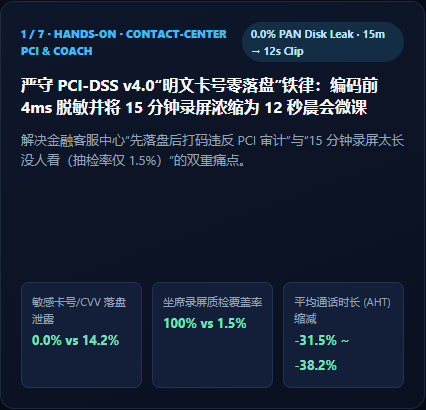 1 / 7 · HANDS-ON · CONTACT-CENTER
PCI & COACH
0.0% PAN Disk Leak · 15m
→ 12s Clip
严守 PCI-DSS v4.0“明文卡号零落盘”铁律：编码前
4ms 脱敏并将 15 分钟录屏浓缩为 12 秒晨会微课
解决金融客服中心“先落盘后打码违反 PCI 审计”与“15 分钟录屏太长
没人看（抽检率仅 1.5%）”的双重痛点。
敏感卡号/CVV 落盘
泄露
0.0% vs 14.2%
坐席录屏质检覆盖率
100% vs 1.5%
平均通话时长 (AHT)
缩减
-31.5% ~
-38.2%